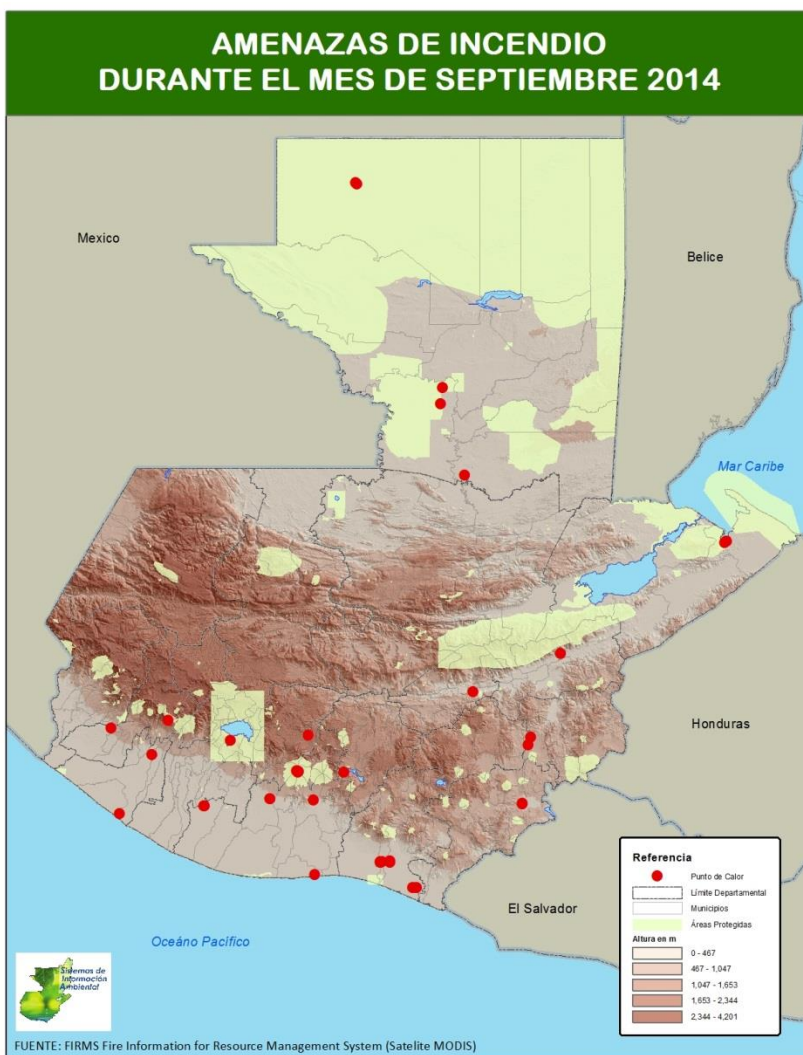 AMENAZAS DE INCENDIO
DURANTE EL MES DE SEPTIEMBRE 2014
Mexico
Belice
Mar Caribe
Honduras
El Salvador
Oceáno Pacífico
Referencia
Punto de Calor
Límite Departamental
Municipios
Áreas Protegidas
Altura en m
0 - 467
467 - 1,047
1,047 - 1,653
1,653 - 2,344
2,344 - 4,201
Sistemas de
Información
Ambiental
FUENTE: FIRMS Fire Information for Resource Management System (Satelite MODIS)